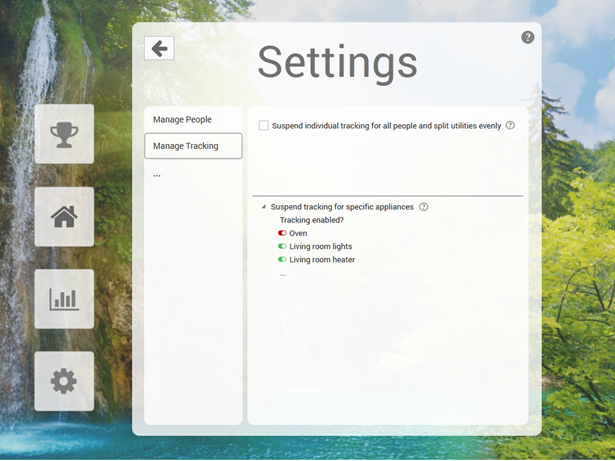 Settings
Manage People
Manage Tracking
...
Suspend individual tracking for all people and split utilities evenly
Suspend tracking for specific appliances
Tracking enabled?
Oven
Living room lights
Living room heater
...